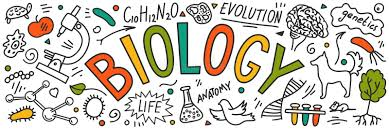 C10H12N2O
EVOLUTION
genetics
BIOLOGY
LIFE
ANATOMY